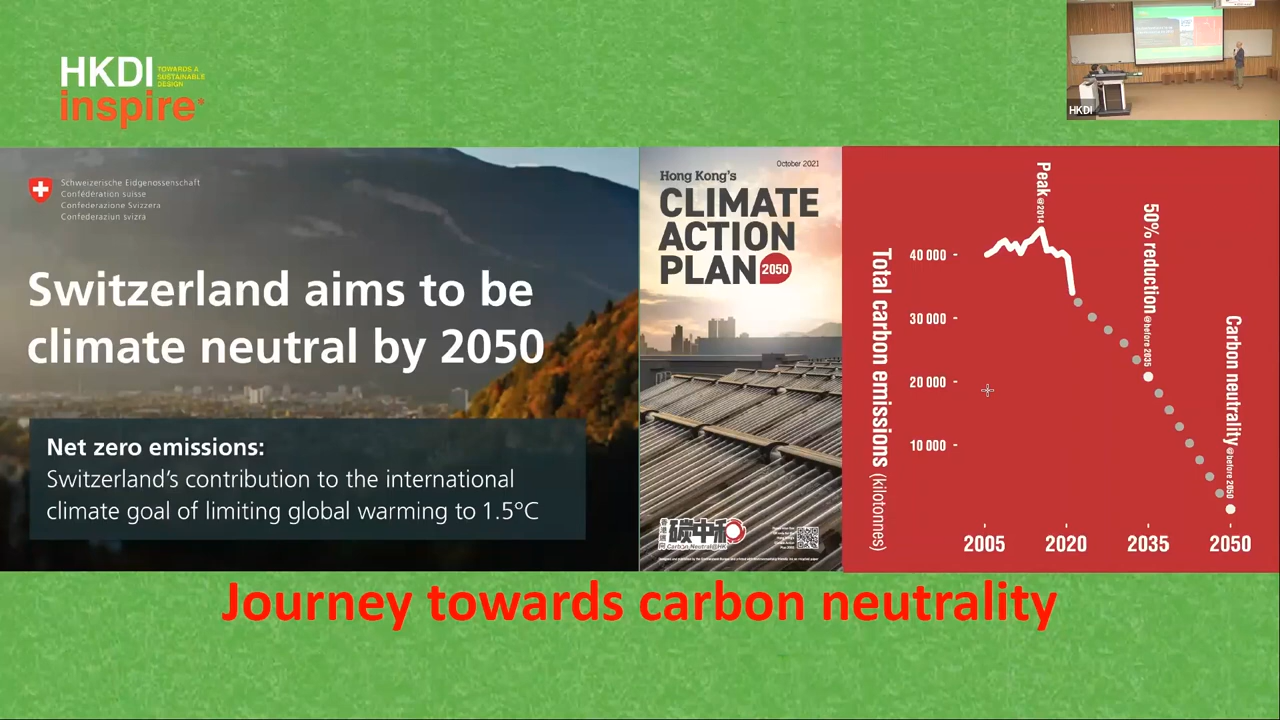 HKDI
TOWARDS A
SUSTAINABLE
DESIGN
inspire
HKDI
Schweizerische Eidgenossenschaft
Confédération suisse
Confederazione Svizzera
Confederaziun svizra
Switzerland aims to be
climate neutral by 2050
Net zero emissions:
Switzerland's contribution to the international
climate goal of limiting global warming to 1.5°C
October 2021
Hong Kong's
CLIMATE
ACTION
PLAN 2050
碳中和
Carbon Neutral@HK
Total carbon emissions (kilotonnes)
40 000
30 000
20 000
10 000
Peak @2014
50% reduction @before 2035
Carbon neutrality @before 2050
2005 2020 2035 2050
Journey towards carbon neutrality